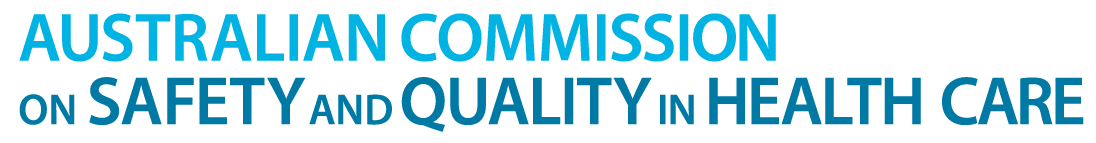 AUSTRALIAN COMMISSION
ON SAFETY AND QUALITY IN HEALTH CARE